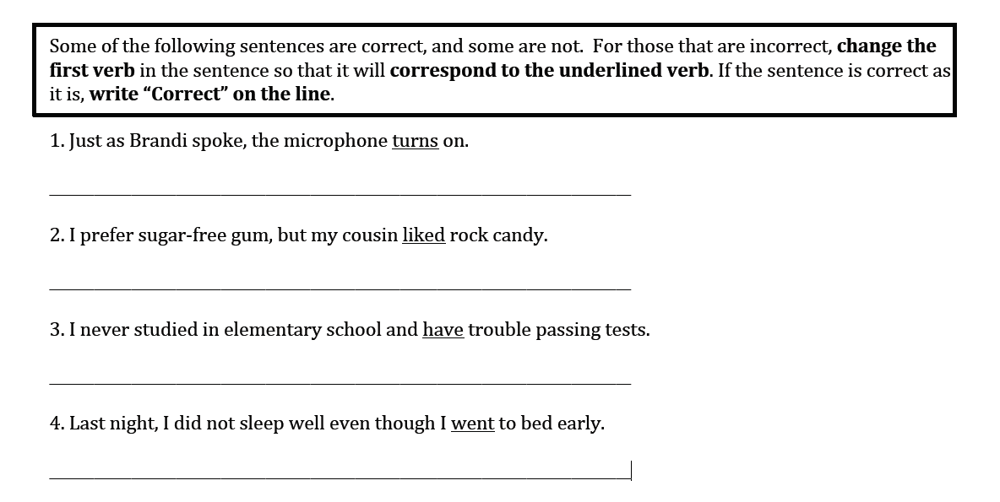 Some of the following sentences are correct, and some are not.  For those that are incorrect, change the
first verb in the sentence so that it will correspond to the underlined verb. If the sentence is correct as
it is, write “Correct” on the line.
1. Just as Brandi spoke, the microphone turns on.
2. I prefer sugar-free gum, but my cousin liked rock candy.
3. I never studied in elementary school and have trouble passing tests.
4. Last night, I did not sleep well even though I went to bed early.